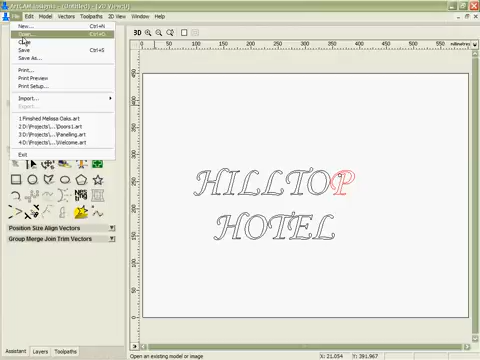 ArtCAM Insignia - (Untitled) - [2D View:1]
File Edit Model Vectors Toolpaths 2D View Window Help
New... Ctrl+N
Open... Ctrl+O
Close
Save Ctrl+S
Save As...
Print...
Print Preview
Print Setup...
Import...
Export...
1 Finished Melissa Oaks.art
2 D:\Projects\...\Doors1.art
3 D:\Projects\...\Paneling.art
4 D:\Projects\...\Welcome.art
Exit
3D
millimetres
HILLTOP
HOTEL
Position Size Align Vectors
Group Merge Join Trim Vectors
Assistant Layers Toolpaths
Open an existing model or image
X: 21.054 Y: 391.967